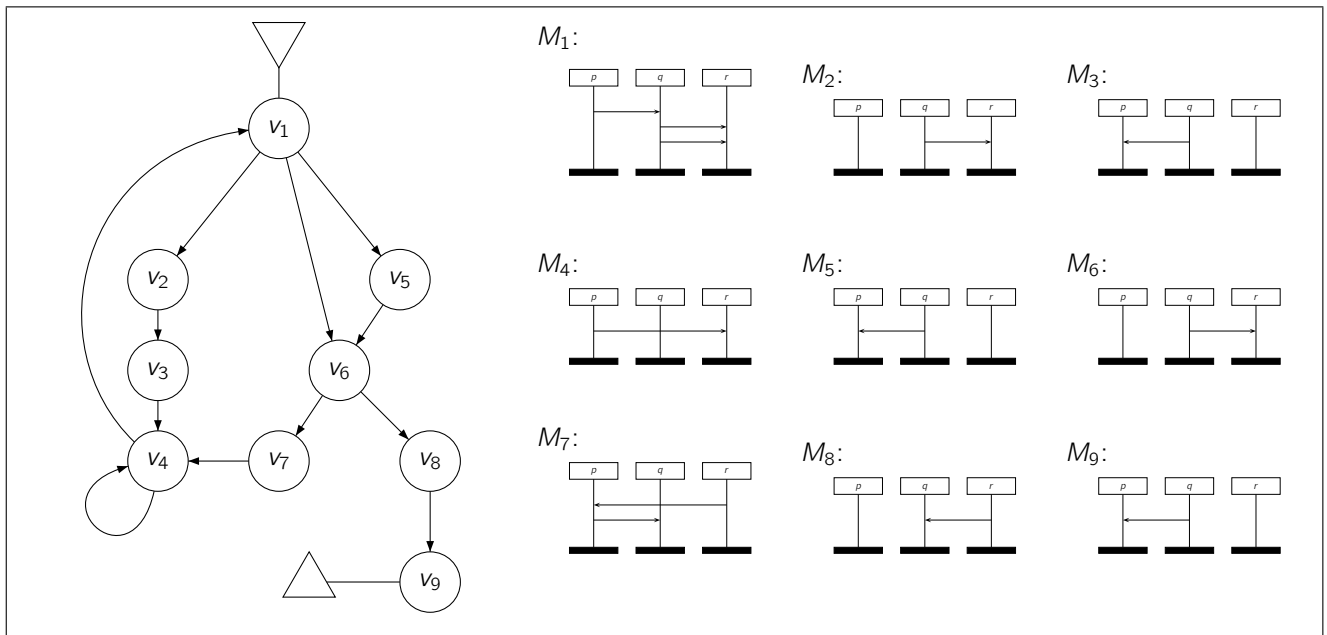 v1
v2
v5
v3
v6
v4
v7
v8
v9
M1:
p q r
M2:
p q r
M3:
p q r
M4:
p q r
M5:
p q r
M6:
p q r
M7:
p q r
M8:
p q r
M9:
p q r